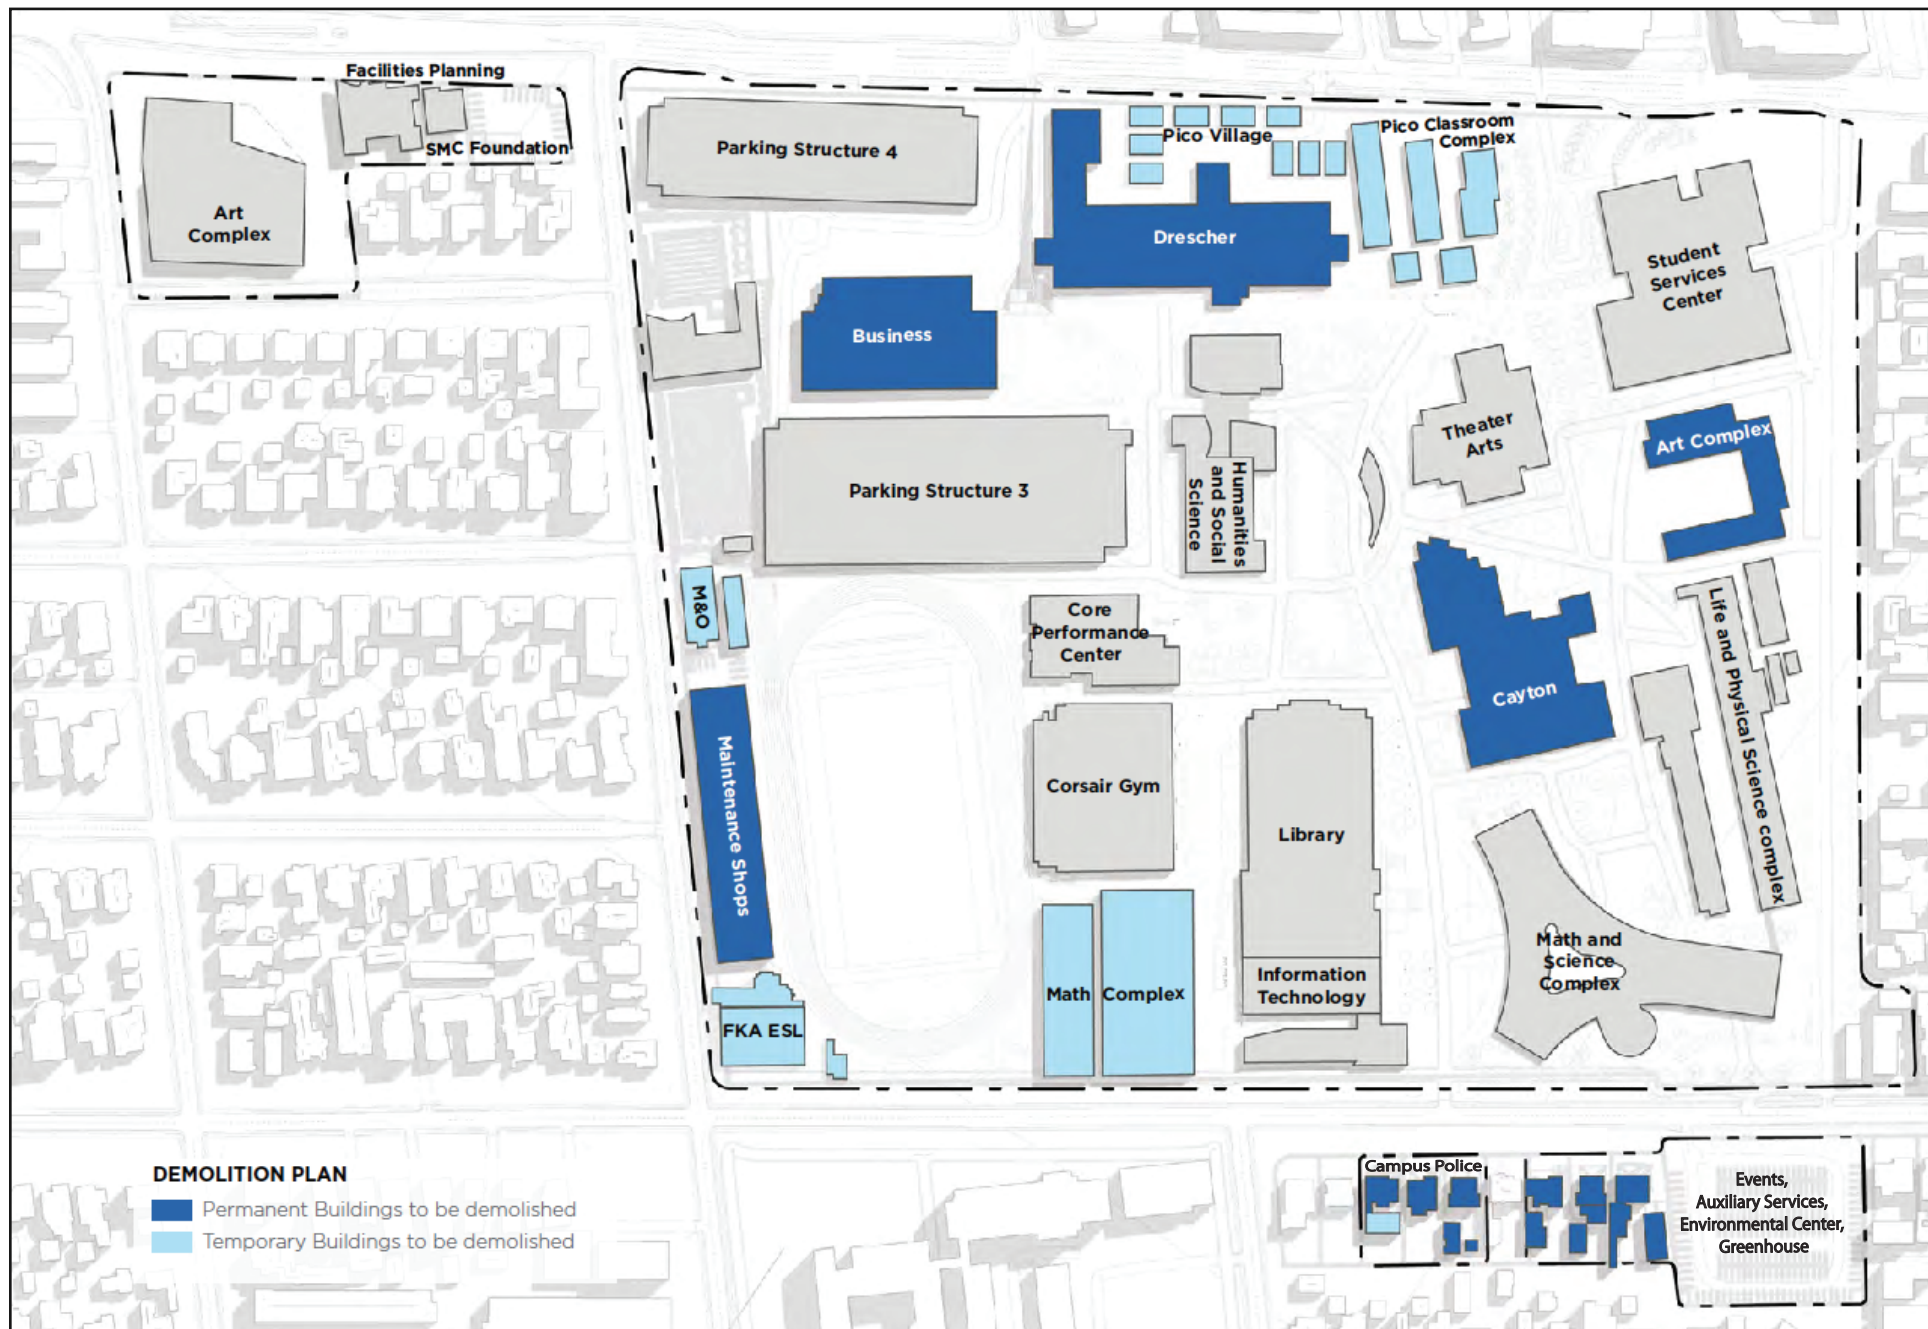 Facilities Planning
SMC Foundation
Art
Complex
Parking Structure 4
Pico Village
Pico Classroom
Complex
Drescher
Student
Services
Center
Business
Theater
Arts
Art Complex
Parking Structure 3
Humanities
and Social
Science
M&O
Core
Performance
Center
Life and Physical Science complex
Cayton
Maintenance Shops
Corsair Gym
Library
Math and
Science
Complex
Information
Technology
Math Complex
FKA ESL
DEMOLITION PLAN
Permanent Buildings to be demolished
Temporary Buildings to be demolished
Campus Police
Events,
Auxiliary Services,
Environmental Center,
Greenhouse